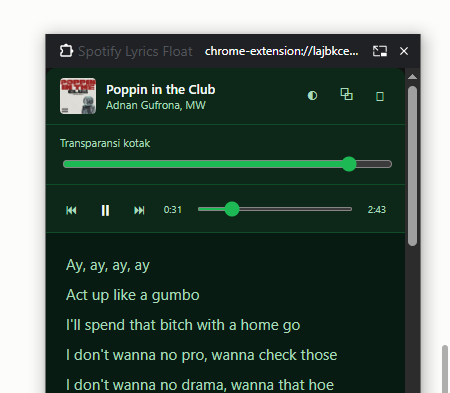 Spotify Lyrics Float
chrome-extension://lajbkce...
Poppin in the Club
Adnan Gufrona, MW
Transparansi kotak
0:31
2:43
Ay, ay, ay, ay
Act up like a gumbo
I'll spend that bitch with a home go
I don't wanna no pro, wanna check those
I don't wanna no drama, wanna that hoe